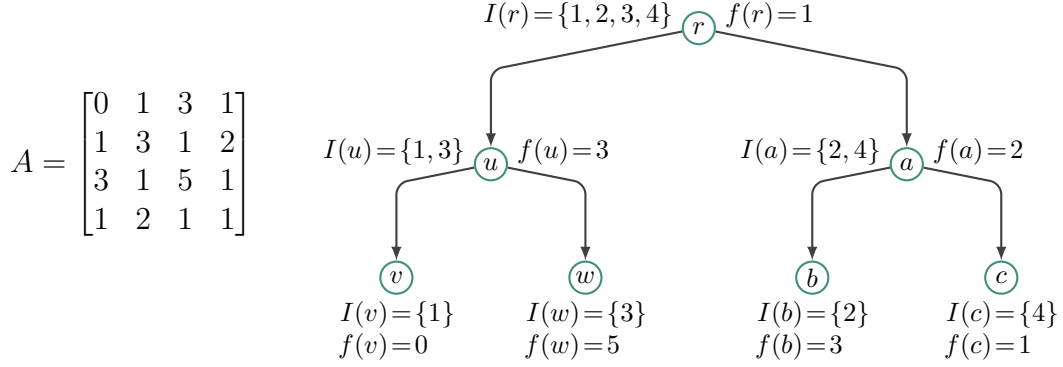 I(r)={1, 2, 3, 4} r f(r)=1
A = [0 1 3 1
1 3 1 2
3 1 5 1
1 2 1 1]
I(u)={1, 3} u f(u)=3 I(a)={2, 4} a f(a)=2
v w b c
I(v)={1} I(w)={3} I(b)={2} I(c)={4}
f(v)=0 f(w)=5 f(b)=3 f(c)=1